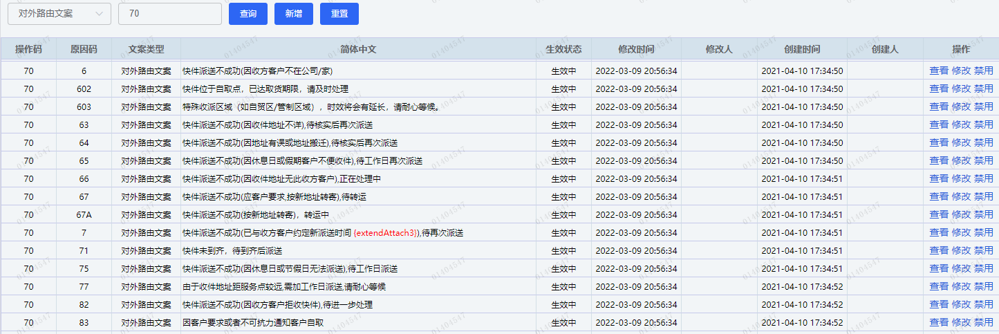 对外路由文案 70 查询 新增 重置
操作码 原因码 文案类型 简体中文 生效状态 修改时间 修改人 创建时间 创建人 操作
70 6 对外路由文案 快件派送不成功(因收方客户不在公司/家) 生效中 2022-03-09 20:56:34 2021-04-10 17:34:50 查看 修改 禁用
70 602 对外路由文案 快件位于自取点，已达取货期限，请及时处理 生效中 2022-03-09 20:56:34 2021-04-10 17:34:50 查看 修改 禁用
70 603 对外路由文案 特殊收派区域（如自贸区/管制区域），时效将会有延长，请耐心等候。 生效中 2022-03-09 20:56:34 2021-04-10 17:34:50 查看 修改 禁用
70 63 对外路由文案 快件派送不成功(因收件地址不详),待核实后再次派送 生效中 2022-03-09 20:56:34 2021-04-10 17:34:50 查看 修改 禁用
70 64 对外路由文案 快件派送不成功(因地址有误或地址搬迁),待核实后再次派送 生效中 2022-03-09 20:56:34 2021-04-10 17:34:50 查看 修改 禁用
70 65 对外路由文案 快件派送不成功(因休息日或假期客户不便收件),待工作日再次派送 生效中 2022-03-09 20:56:34 2021-04-10 17:34:50 查看 修改 禁用
70 66 对外路由文案 快件派送不成功(因收件地址无此收方客户),正在处理中 生效中 2022-03-09 20:56:34 2021-04-10 17:34:51 查看 修改 禁用
70 67 对外路由文案 快件派送不成功(应客户要求,按新地址转寄),待转运 生效中 2022-03-09 20:56:34 2021-04-10 17:34:51 查看 修改 禁用
70 67A 对外路由文案 快件派送不成功(按新地址转寄)，转运中 生效中 2022-03-09 20:56:34 2021-04-10 17:34:51 查看 修改 禁用
70 7 对外路由文案 快件派送不成功(已与收方客户约定新派送时间 {extendAttach3}),待再次派送 生效中 2022-03-09 20:56:34 2021-04-10 17:34:51 查看 修改 禁用
70 71 对外路由文案 快件未到齐，待到齐后派送 生效中 2022-03-09 20:56:34 2021-04-10 17:34:51 查看 修改 禁用
70 75 对外路由文案 快件派送不成功(因休息日或节假日无法派送),待工作日派送 生效中 2022-03-09 20:56:34 2021-04-10 17:34:51 查看 修改 禁用
70 77 对外路由文案 由于收件地址距服务点较远,需加工作日派送,请耐心等候 生效中 2022-03-09 20:56:34 2021-04-10 17:34:52 查看 修改 禁用
70 82 对外路由文案 快件派送不成功(因收方客户拒收快件),待进一步处理 生效中 2022-03-09 20:56:34 2021-04-10 17:34:52 查看 修改 禁用
70 83 对外路由文案 因客户要求或者不可抗力通知客户自取 生效中 2022-03-09 20:56:34 2021-04-10 17:34:52 查看 修改 禁用
01404547